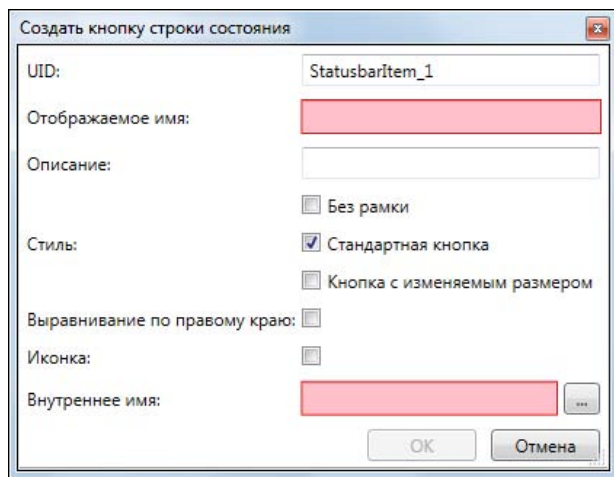 Создать кнопку строки состояния
UID: StatusbarItem_1
Отображаемое имя:
Описание:
Без рамки
Стиль: Стандартная кнопка
Кнопка с изменяемым размером
Выравнивание по правому краю:
Иконка:
Внутреннее имя: ...
OK Отмена